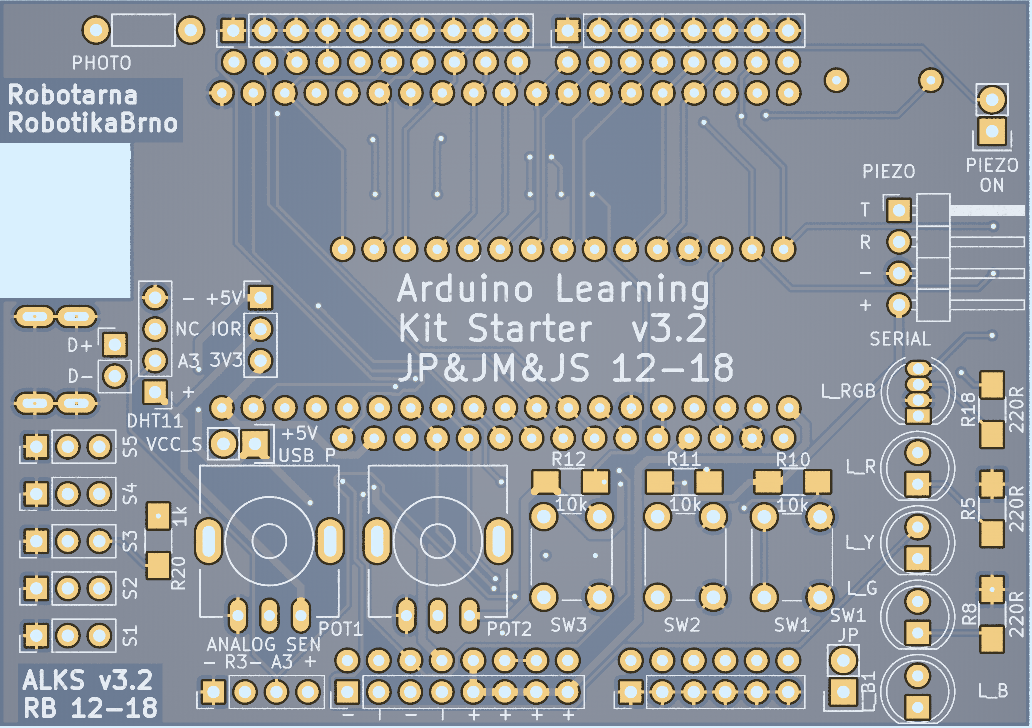 PHOTO
Robotarna
RobotikaBrno
PIEZO
PIEZO
ON
T
R
-
+
SERIAL
Arduino Learning
Kit Starter v3.2
JP&JM&JS 12-18
- +5V
NC IOR
A3 3V3
+
D+
D-
DHT11
VCC_S
+5V
USB P
L_RGB
R18
220R
L_R
R5
220R
L_Y
L_G
R8
220R
L_B
S5
S4
S3
S2
S1
1k
R20
R12
10k
R11
10k
R10
10k
SW3
SW2
SW1
SW1
JP
POT1
POT2
ANALOG SEN
- R3- A3 +
ALKS v3.2
RB 12-18
- | - | + + + +